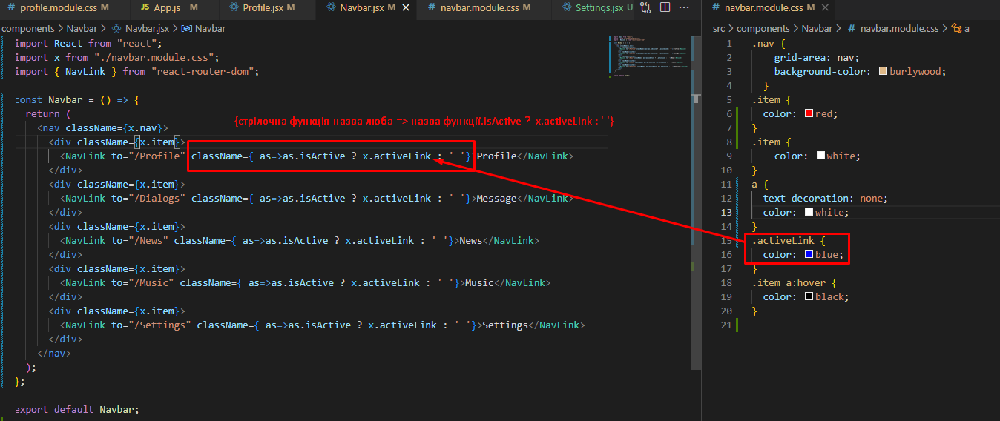 profile.module.css M JS App.js M Profile.jsx M Navbar.jsx M navbar.module.css M Settings.jsx U ...
components > Navbar > Navbar.jsx > Navbar
import React from "react";
import x from "./navbar.module.css";
import { NavLink } from "react-router-dom";
const Navbar = () => {
return (
{стрілочна функція назва люба => назва функції.isActive ? x.activeLink : ' '}
<nav className={x.nav}>
<div className={x.item}>
<NavLink to="/Profile" className={ as=>as.isActive ? x.activeLink : ' '}>Profile</NavLink>
</div>
<div className={x.item}>
<NavLink to="/Dialogs" className={ as=>as.isActive ? x.activeLink : ' '}>Message</NavLink>
</div>
<div className={x.item}>
<NavLink to="/News" className={ as=>as.isActive ? x.activeLink : ' '}>News</NavLink>
</div>
<div className={x.item}>
<NavLink to="/Music" className={ as=>as.isActive ? x.activeLink : ' '}>Music</NavLink>
</div>
<div className={x.item}>
<NavLink to="/Settings" className={ as=>as.isActive ? x.activeLink : ' '}>Settings</NavLink>
</div>
</nav>
);
};
export default Navbar;
navbar.module.css M
src > components > Navbar > navbar.module.css > a
1 .nav {
2 grid-area: nav;
3 background-color: burlywood;
4 }
5 .item {
6 color: red;
7 }
8 .item {
9 color: white;
10 }
11 a {
12 text-decoration: none;
13 color: white;
14 }
15 .activeLink {
16 color: blue;
17 }
18 .item a:hover {
19 color: black;
20 }
21